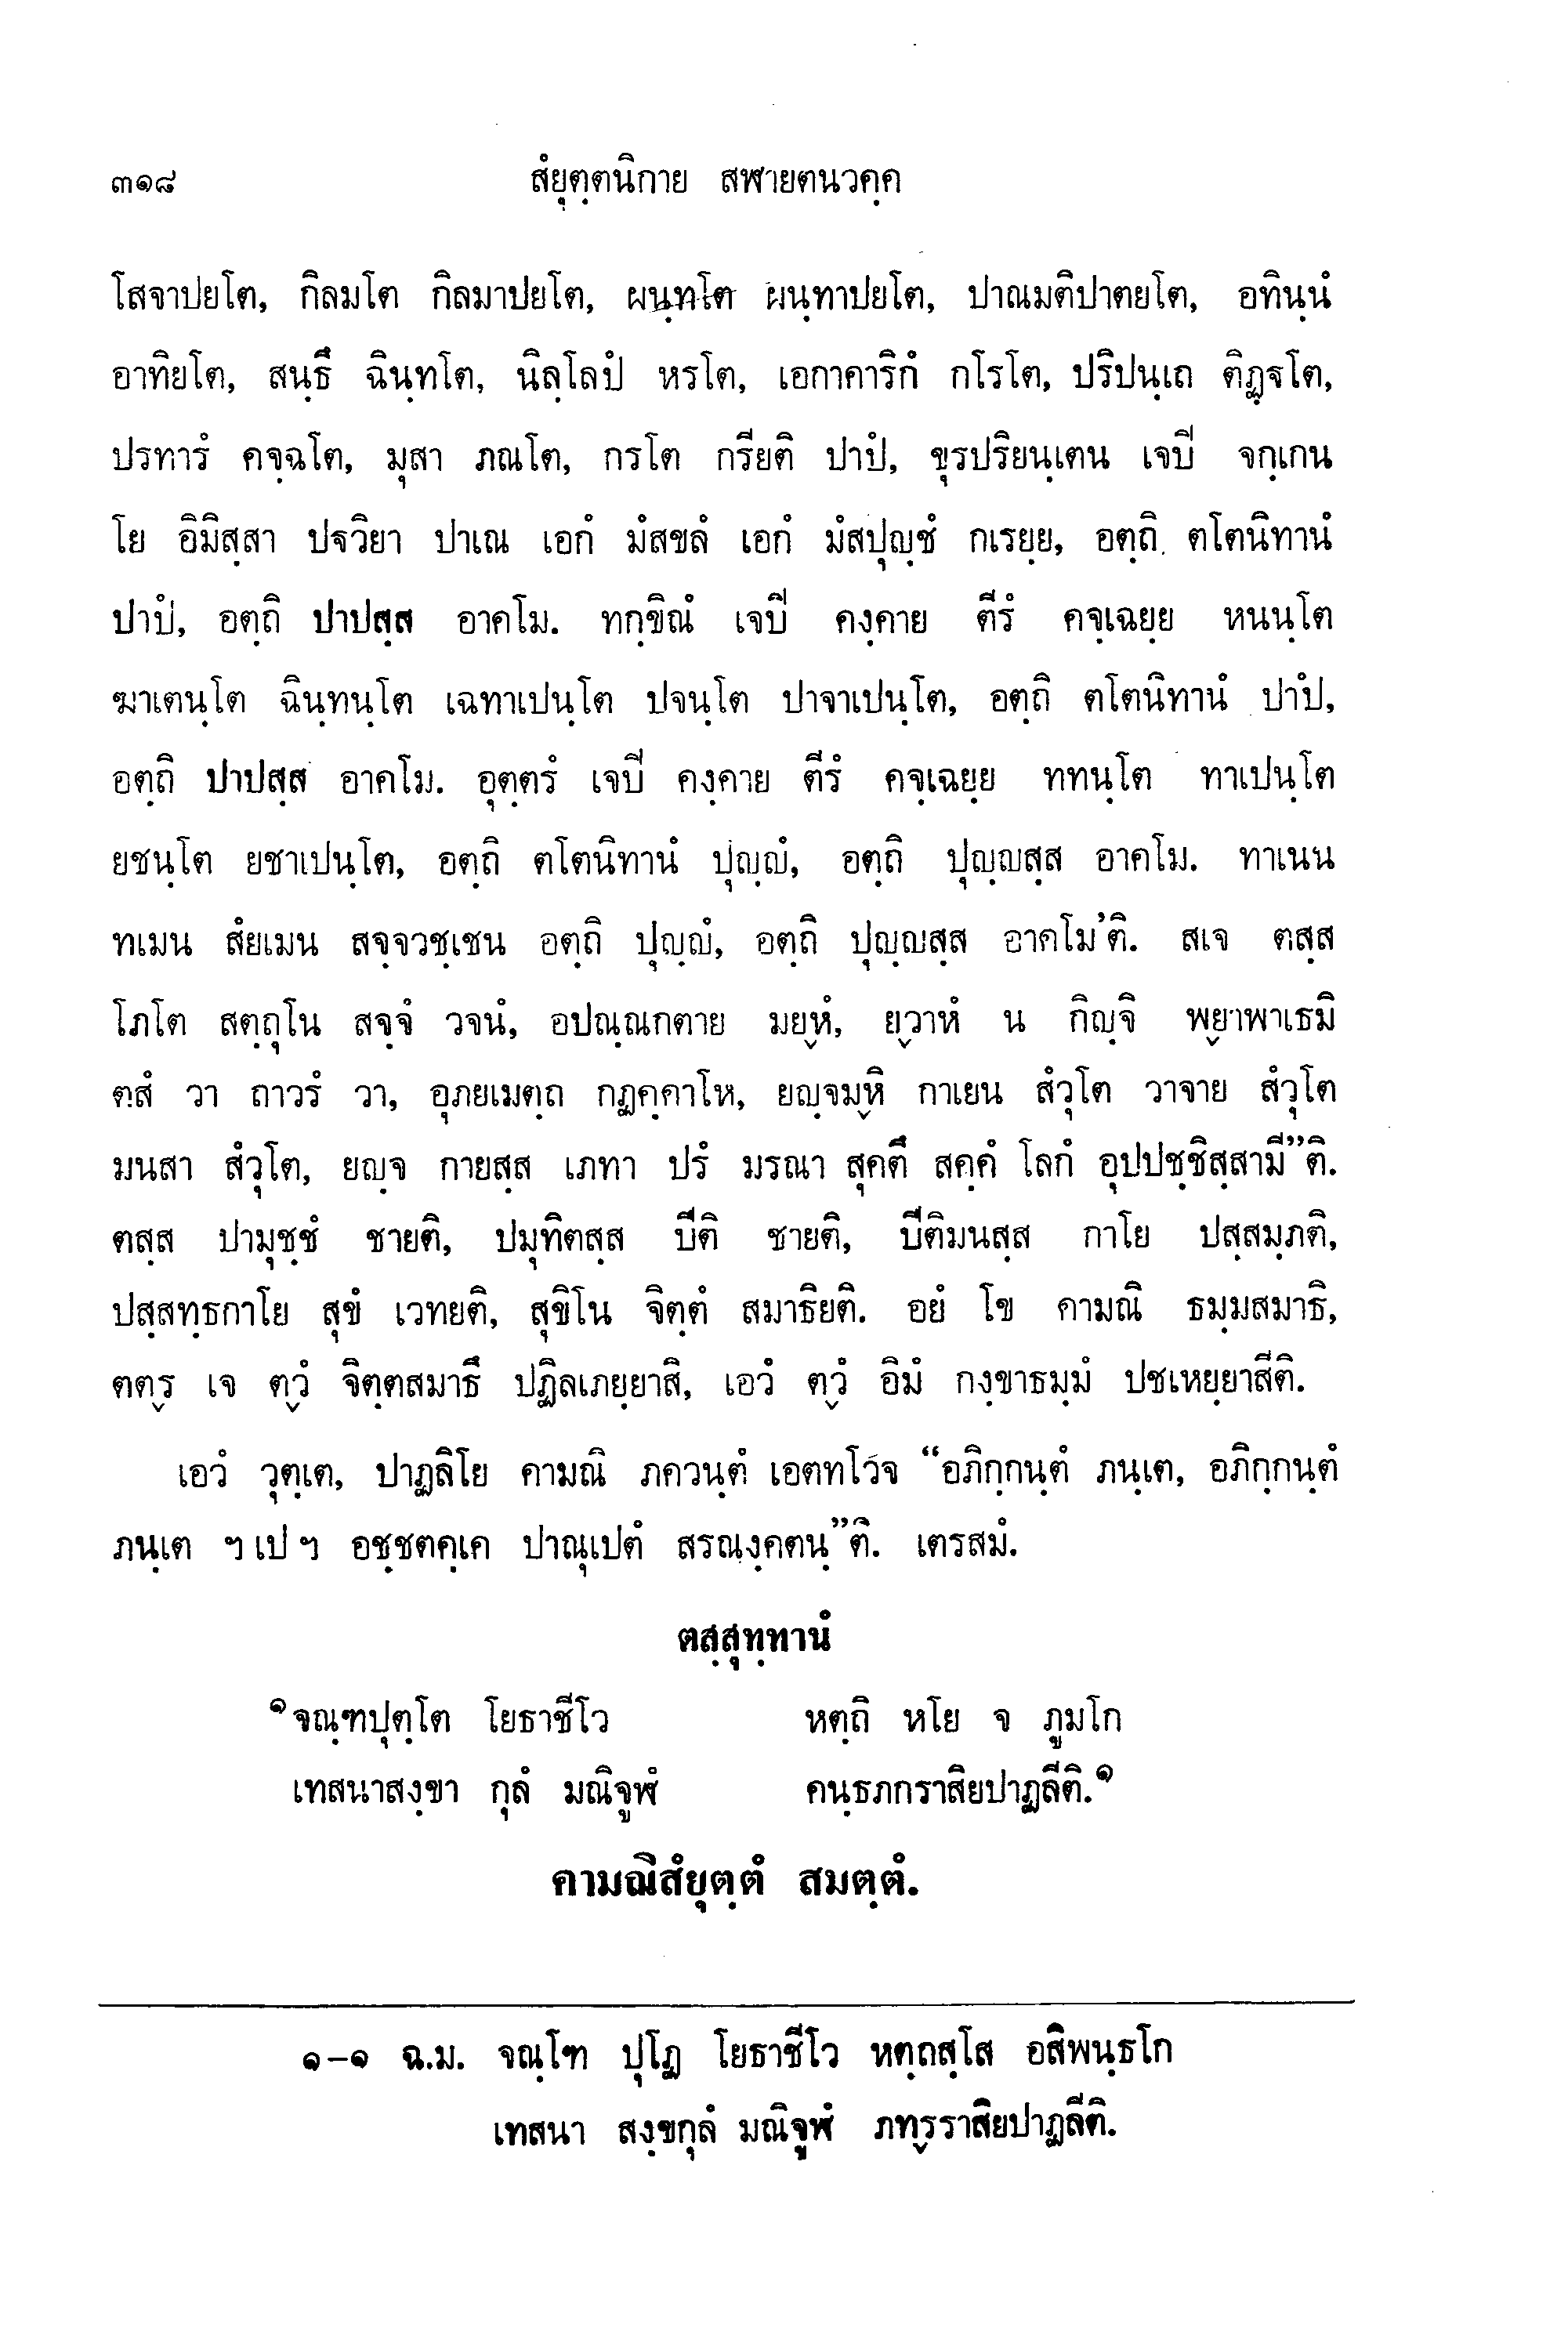 ๓๑๘ สํยุตฺตนิกาย สฬายตนวคฺค
โสจาปยโต, กิลมโต กิลมาปยโต, ผนฺทโต ผนฺทาปยโต, ปาณมติปาตยโต, อทินฺนํ
อาทิยโต, สนฺธึ ฉินฺทโต, นิลฺโลปํ หรโต, เอกาคาริกํ กโรโต, ปริปนฺเถ ติฏฺฐโต,
ปรทารํ คจฺฉโต, มุสา ภณโต, กรโต กรียติ ปาปํ, ขุรปริยนฺเตน เจปิ จกฺเกน
โย อิมิสฺสา ปฐวิยา ปาเณ เอกํ มํสขลํ เอกํ มํสปุญฺชํ กเรยฺย, อตฺถิ ตโตนิทานํ
ปาปํ, อตฺถิ ปาปสฺส อาคโม. ทกฺขิณํ เจปิ คงฺคาย ตีรํ คจฺเฉยฺย หนนฺโต
ฆาเตนฺโต ฉินฺทนฺโต เฉทาเปนฺโต ปจนฺโต ปาจาเปนฺโต, อตฺถิ ตโตนิทานํ ปาปํ,
อตฺถิ ปาปสฺส อาคโม. อุตฺตรํ เจปิ คงฺคาย ตีรํ คจฺเฉยฺย ททนฺโต ทาเปนฺโต
ยชนฺโต ยชาเปนฺโต, อตฺถิ ตโตนิทานํ ปุญฺญํ, อตฺถิ ปุญฺญสฺส อาคโม. ทาเนน
ทเมน สํยเมน สจฺจวชฺเชน อตฺถิ ปุญฺญํ, อตฺถิ ปุญฺญสฺส อาคโม’ติ. สเจ ตสฺส
โภโต สตฺถุโน สจฺจํ วจนํ, อปณฺณกตาย มยฺหํ, ยฺวาหํ น กิญฺจิ พฺยาพาเธมิ
ตสํ วา ถาวรํ วา, อุภยเมตฺถ กฏคฺคาโห, ยญฺจมฺหิ กาเยน สํวุโต วาจาย สํวุโต
มนสา สํวุโต, ยญฺจ กายสฺส เภทา ปรํ มรณา สุคตึ สคฺคํ โลกํ อุปปชฺชิสฺสามี”ติ.
ตสฺส ปามุชฺชํ ชายติ, ปมุทิตสฺส ปีติ ชายติ, ปีติมนสฺส กาโย ปสฺสมฺภติ,
ปสฺสทฺธกาโย สุขํ เวทยติ, สุขิโน จิตฺตํ สมาธิยติ. อยํ โข คามณิ ธมฺมสมาธิ,
ตตฺร เจ ตฺวํ จิตฺตสมาธึ ปฏิลเภยฺยาสิ, เอวํ ตฺวํ อิมํ กงฺขาธมฺมํ ปชเหยฺยาสีติ.
เอวํ วุตฺเต, ปาฏลิโย คามณิ ภควนฺตํ เอตทโวจ “อภิกฺกนฺตํ ภนฺเต, อภิกฺกนฺตํ
ภนฺเต ฯ เป ฯ อชฺชตคฺเค ปาณุเปตํ สรณงฺคตนฺ”ติ. เตรสมํ.
ตสฺสุทฺทานํ
๑จณฺฑปุตฺโต โยธาชีโว หตฺถิ หโย จ ภูมโก
เทสนาสงฺขา กุลํ มณิจูฬํ คนฺธภกราสิยปาฏลีติ.๑
คามณิสํยุตฺตํ สมตฺตํ.
๑-๑ ฉ.ม. จณฺโฑ ปุโฏ โยธาชีโว หตฺถสฺโส อสิพนฺธโก
เทสนา สงฺขกุลํ มณิจูฬํ ภทฺรราสิยปาฏลีติ.